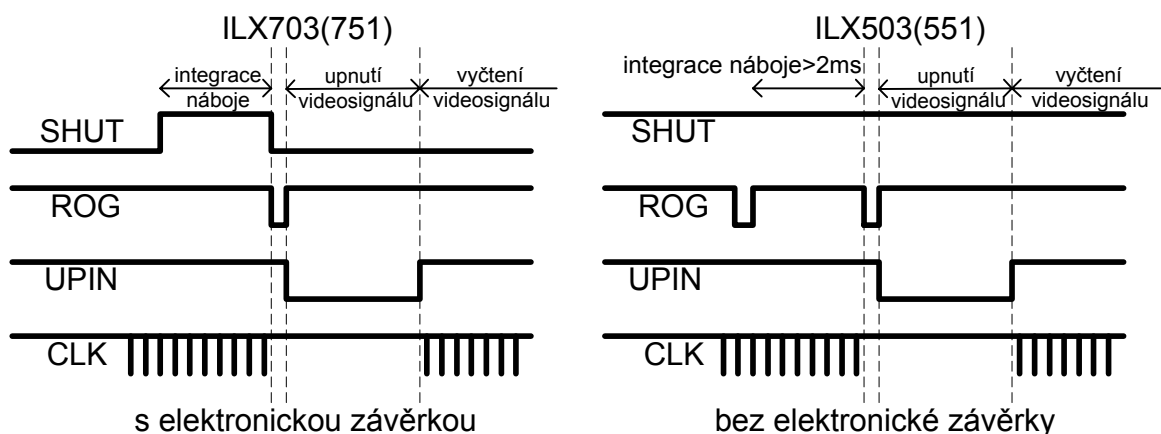 ILX703(751)
integrace
náboje
upnutí
videosignálu
vyčtení
videosignálu
SHUT
ROG
UPIN
CLK
s elektronickou závěrkou
ILX503(551)
integrace náboje>2ms
upnutí
videosignálu
vyčtení
videosignálu
SHUT
ROG
UPIN
CLK
bez elektronické závěrky